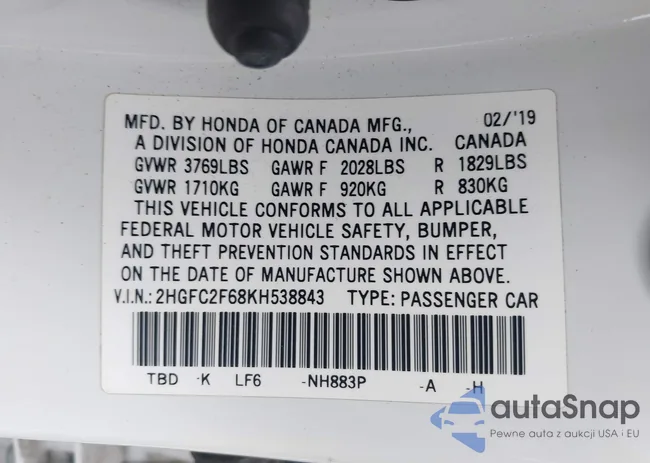 MFD. BY HONDA OF CANADA MFG., 02/'19
A DIVISION OF HONDA CANADA INC. CANADA
GVWR 3769LBS GAWR F 2028LBS R 1829LBS
GVWR 1710KG GAWR F 920KG R 830KG
THIS VEHICLE CONFORMS TO ALL APPLICABLE
FEDERAL MOTOR VEHICLE SAFETY, BUMPER,
AND THEFT PREVENTION STANDARDS IN EFFECT
ON THE DATE OF MANUFACTURE SHOWN ABOVE.
V.I.N.: 2HGFC2F68KH538843 TYPE: PASSENGER CAR
TBD -K LF6 -NH883P -A -H
autaSnap
Pewne auta z aukcji USA i EU